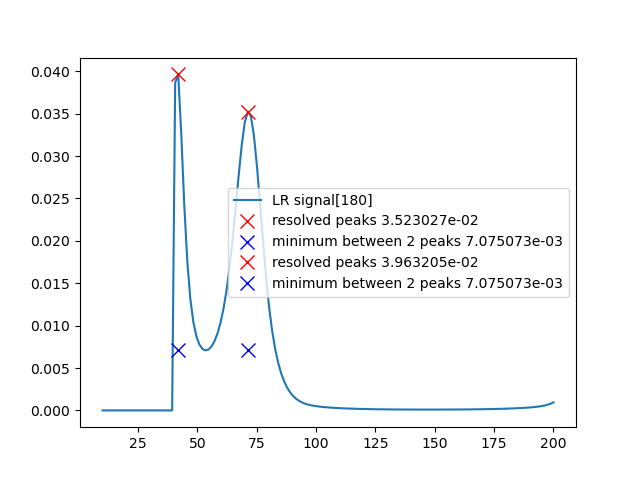 0.040
0.035
0.030
0.025
0.020
0.015
0.010
0.005
0.000
LR signal[180]
resolved peaks 3.523027e-02
minimum between 2 peaks 7.075073e-03
resolved peaks 3.963205e-02
minimum between 2 peaks 7.075073e-03
25 50 75 100 125 150 175 200